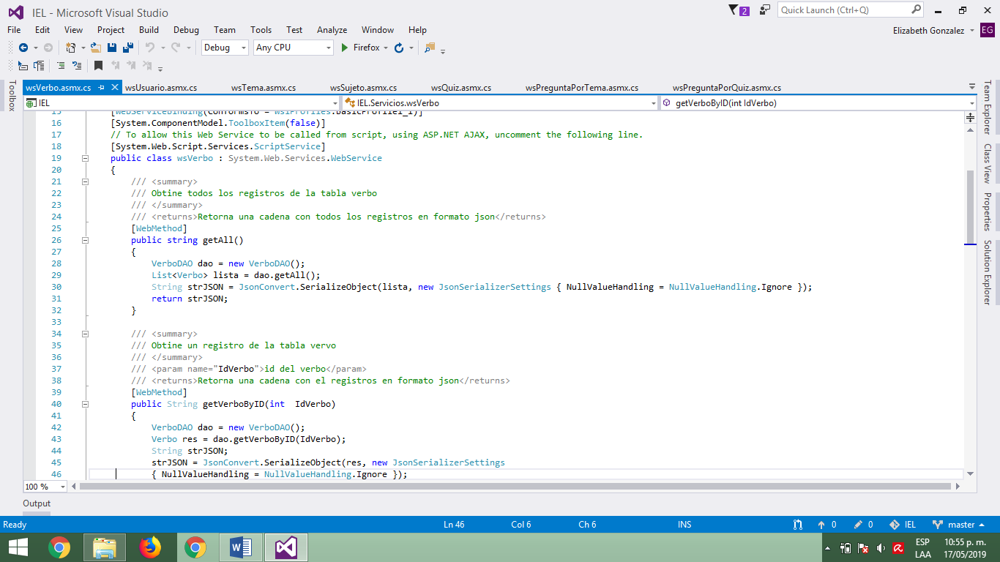 IEL - Microsoft Visual Studio
2
Quick Launch (Ctrl+Q)
File Edit View Project Build Debug Team Tools Test Analyze Window Help
Elizabeth Gonzalez EG
Debug Any CPU Firefox
wsVerbo.asmx.cs wsUsuario.asmx.cs wsTema.asmx.cs wsSujeto.asmx.cs wsQuiz.asmx.cs wsPreguntaPorTema.asmx.cs wsPreguntaPorQuiz.asmx.cs
IEL IEL.Servicios.wsVerbo getVerboByID(int IdVerbo)
Toolbox
Team Explorer
Class View
Properties
Solution Explorer
15 [WebServiceBinding(ConformsTo = WsiProfiles.BasicProfile1_1)]
16 [System.ComponentModel.ToolboxItem(false)]
17 // To allow this Web Service to be called from script, using ASP.NET AJAX, uncomment the following line.
18 [System.Web.Script.Services.ScriptService]
19 public class wsVerbo : System.Web.Services.WebService
20 {
21 /// <summary>
22 /// Obtine todos los registros de la tabla verbo
23 /// </summary>
24 /// <returns>Retorna una cadena con todos los registros en formato json</returns>
25 [WebMethod]
26 public string getAll()
27 {
28 VerboDAO dao = new VerboDAO();
29 List<Verbo> lista = dao.getAll();
30 String strJSON = JsonConvert.SerializeObject(lista, new JsonSerializerSettings { NullValueHandling = NullValueHandling.Ignore });
31 return strJSON;
32 }
33
34 /// <summary>
35 /// Obtine un registro de la tabla vervo
36 /// </summary>
37 /// <param name="IdVerbo">id del verbo</param>
38 /// <returns>Retorna una cadena con el registros en formato json</returns>
39 [WebMethod]
40 public String getVerboByID(int  IdVerbo)
41 {
42 VerboDAO dao = new VerboDAO();
43 Verbo res = dao.getVerboByID(IdVerbo);
44 String strJSON;
45 strJSON = JsonConvert.SerializeObject(res, new JsonSerializerSettings
46 { NullValueHandling = NullValueHandling.Ignore });
100 %
Output
Ready Ln 46 Col 6 Ch 6 INS 0 0 IEL master
ESP 10:55 p. m.
LAA 17/05/2019